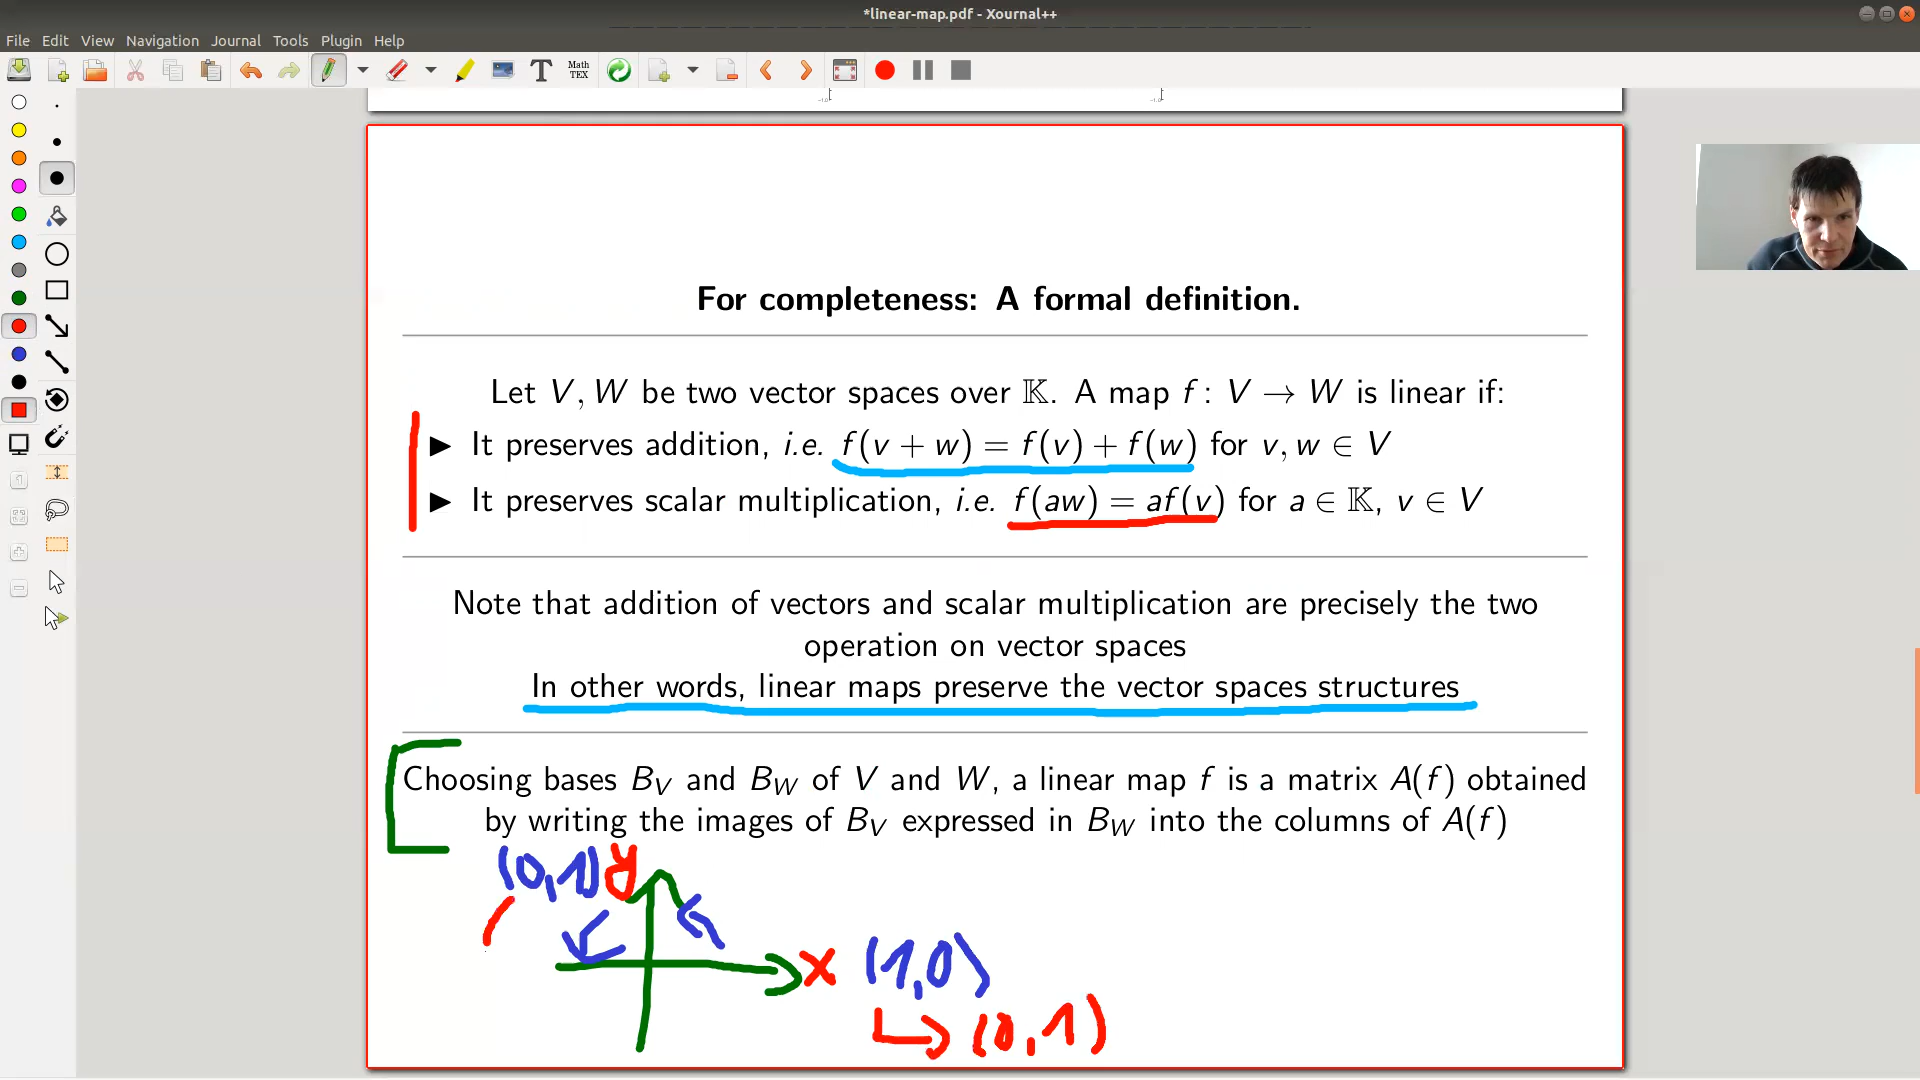 *linear-map.pdf - Xournal++
File Edit View Navigation Journal Tools Plugin Help
Math
TEX
For completeness: A formal definition.
Let V, W be two vector spaces over 𝕂. A map f : V → W is linear if:
▶ It preserves addition, i.e. f(v + w) = f(v) + f(w) for v, w ∈ V
▶ It preserves scalar multiplication, i.e. f(aw) = af(v) for a ∈ 𝕂, v ∈ V
Note that addition of vectors and scalar multiplication are precisely the two
operation on vector spaces
In other words, linear maps preserve the vector spaces structures
Choosing bases B_V and B_W of V and W, a linear map f is a matrix A(f) obtained
by writing the images of B_V expressed in B_W into the columns of A(f)
(0,1) y
x (1,0)
↳ (0,1)